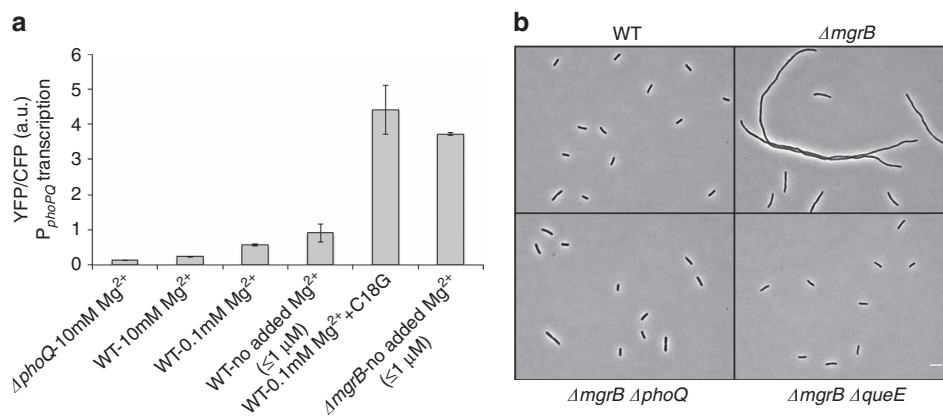 a
YFP/CFP (a.u.)
PphoPQ transcription
6
5
4
3
2
1
0
ΔphoQ-10mM Mg²⁺
WT-10mM Mg²⁺
WT-0.1mM Mg²⁺
WT-no added Mg²⁺
(≤1 μM)
WT-0.1mM Mg²⁺+C18G
ΔmgrB-no added Mg²⁺
(≤1 μM)
b
WT
ΔmgrB
ΔmgrB ΔphoQ
ΔmgrB ΔqueE